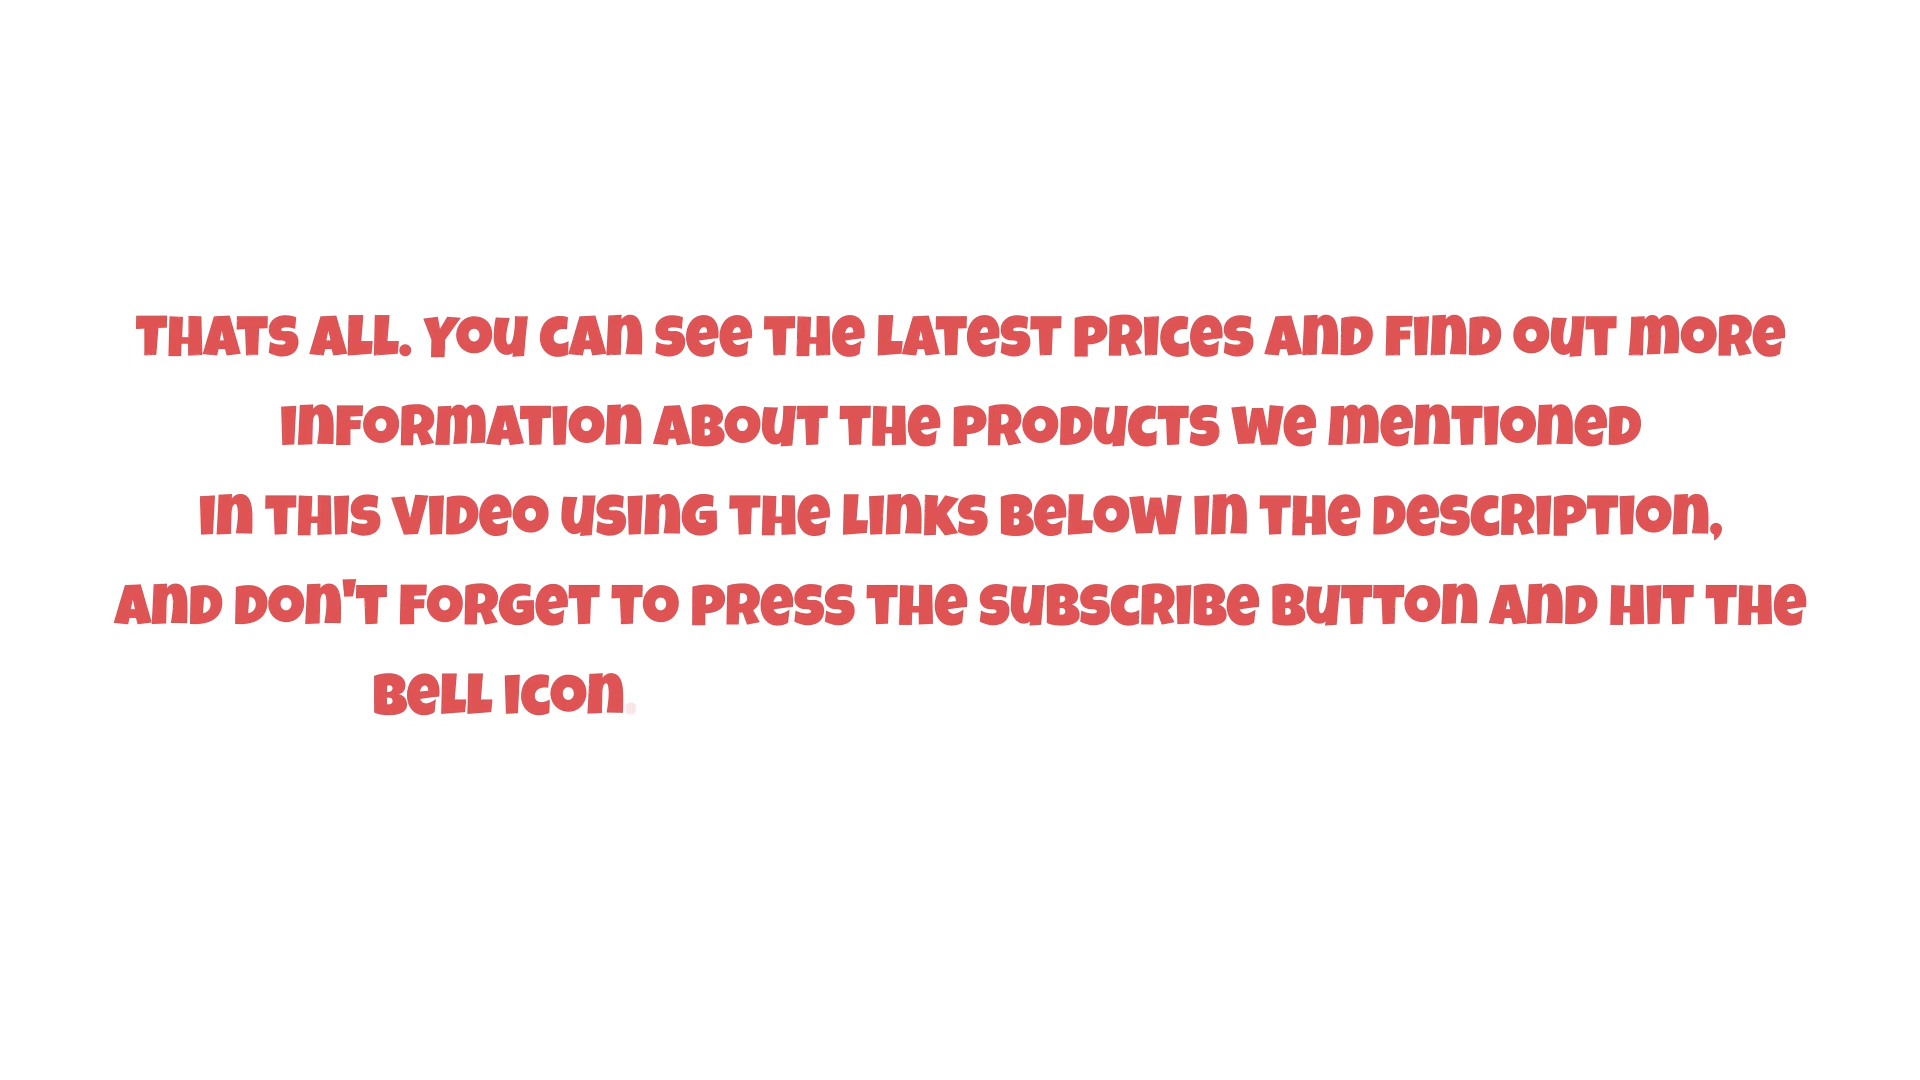 Thats all. You can see the latest prices and find out more
information about the products we mentioned
in this video using the links below in the description,
and don't forget to press the subscribe button and hit the
bell icon.